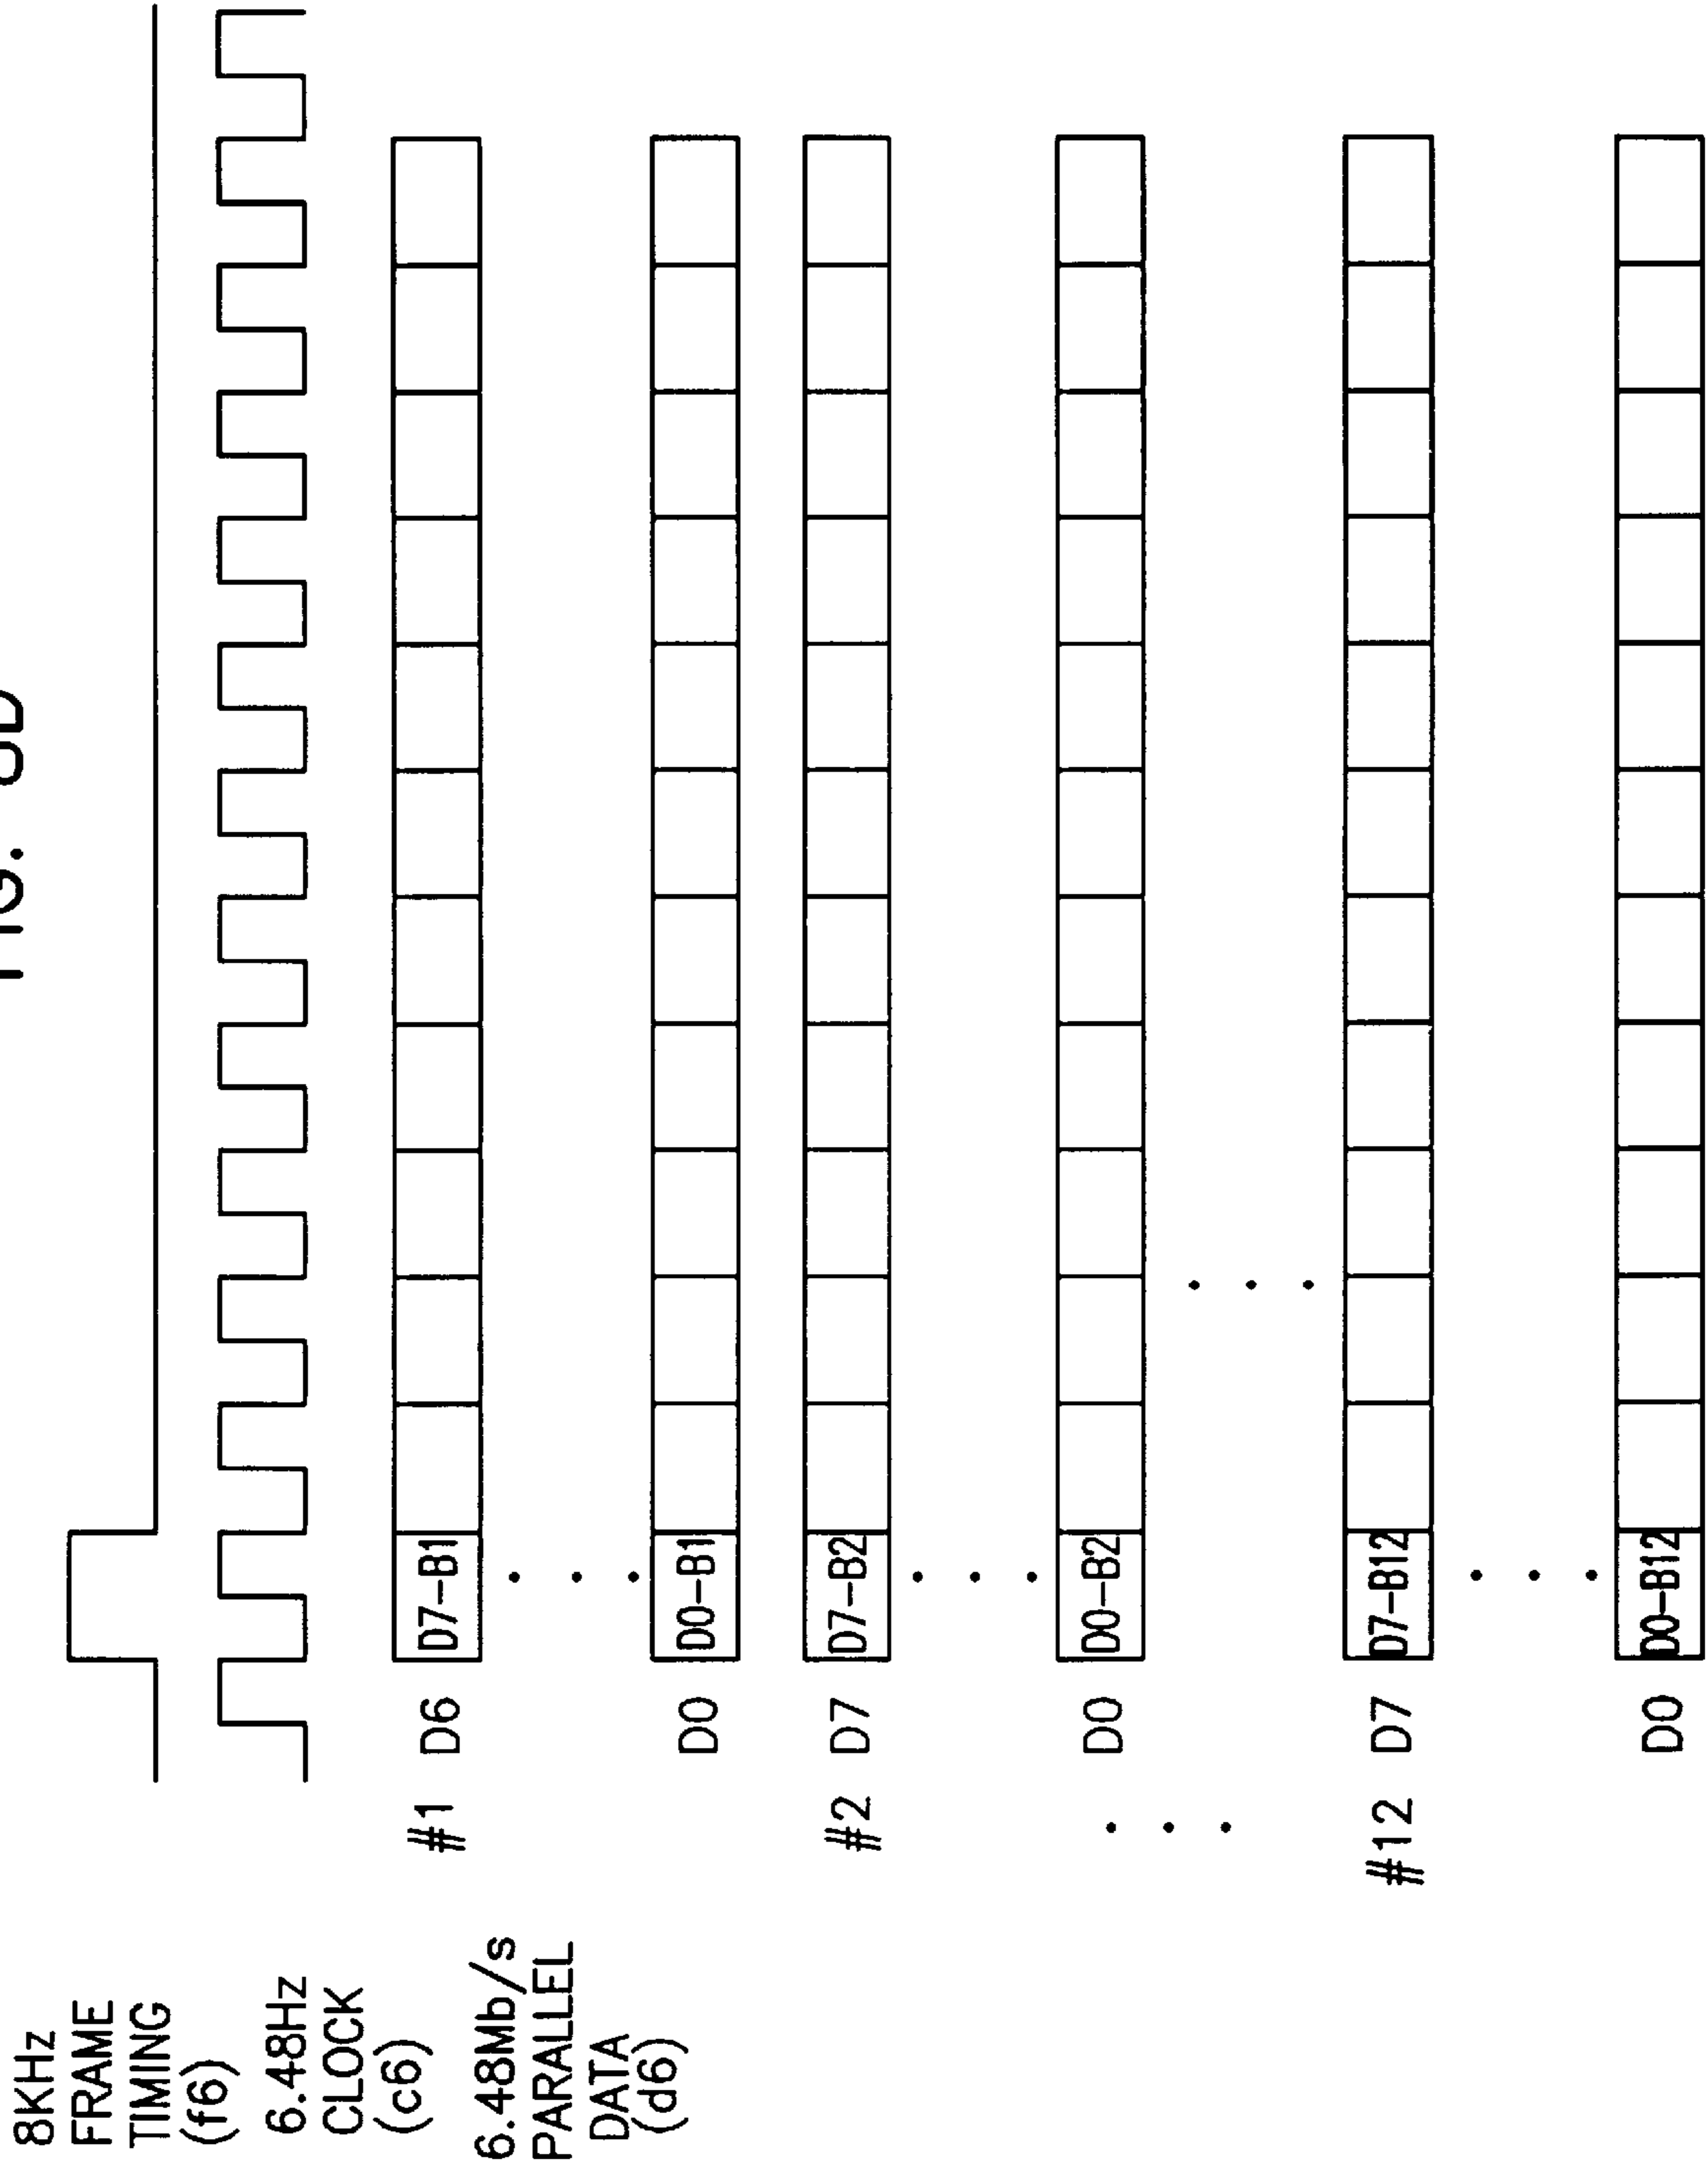 FIG.
8KHz
FRAME
TIMING
(f6)
6.48Hz
CLOCK
(c6)
6.48Mb/s
PARALLEL
DATA
(d6)
#1 D6 D7-B1
D0 D0-B1
#2 D7 D7-B2
D0 D0-B2
#12 D7 D7-B12
D0 D0-B12